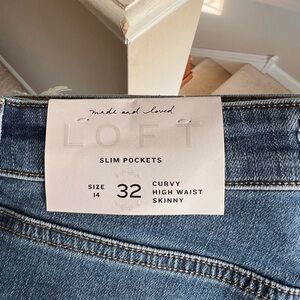 made and loved
LOFT
SLIM POCKETS
SIZE 14 32 CURVY HIGH WAIST SKINNY